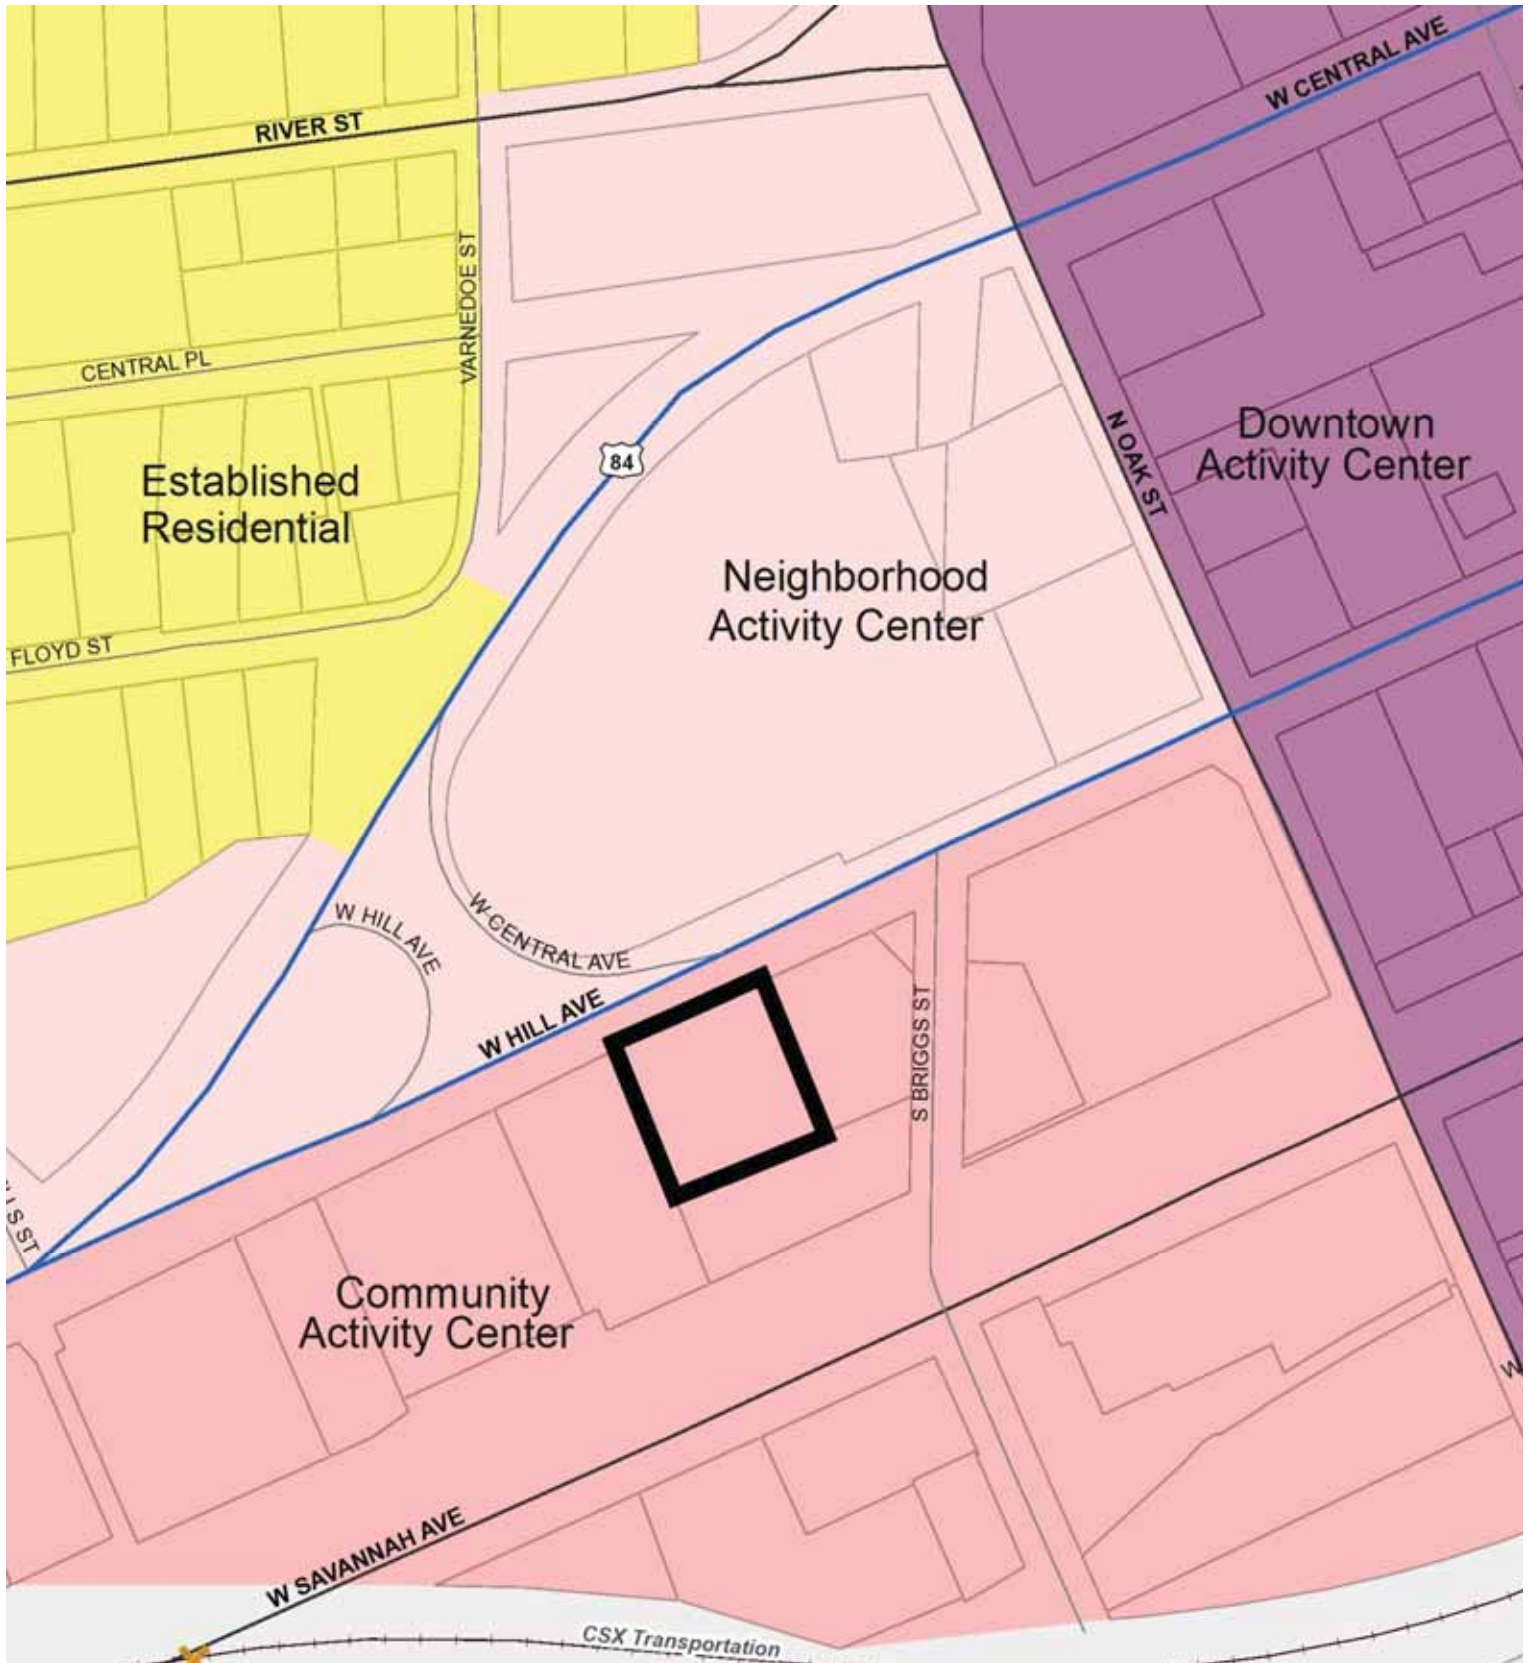 W CENTRAL AVE
RIVER ST
VARNEDOE ST
CENTRAL PL
84
N OAK ST
Downtown
Activity Center
Established
Residential
Neighborhood
Activity Center
FLOYD ST
W HILL AVE
W CENTRAL AVE
W HILL AVE
S BRIGGS ST
Community
Activity Center
W SAVANNAH AVE
CSX Transportation